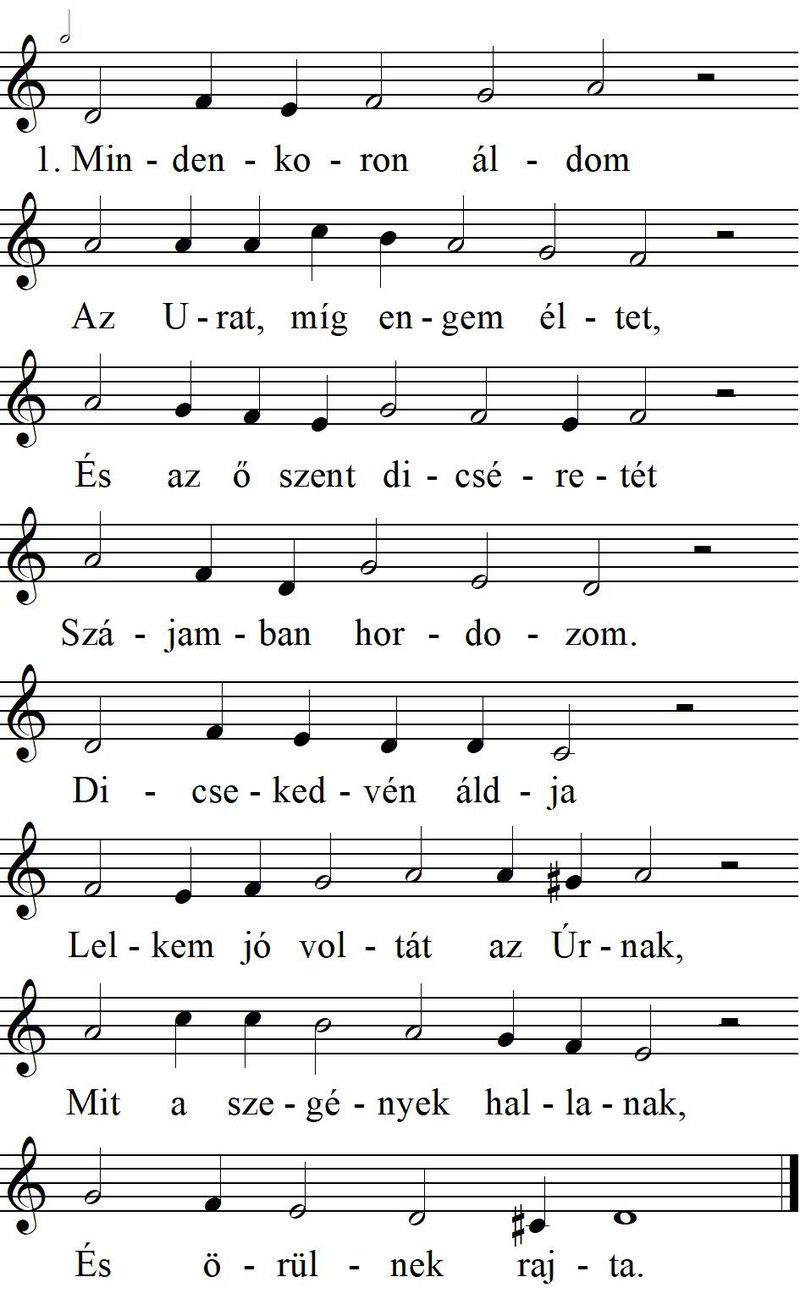 1. Min - den - ko - ron ál - dom
Az U - rat, míg en - gem él - tet,
És az ő szent di - csé - re - tét
Szá - jam - ban hor - do - zom.
Di - cse - ked - vén áld - ja
Lel - kem jó vol - tát az Úr - nak,
Mit a sze - gé - nyek hal - la - nak,
És ö - rül - nek raj - ta.